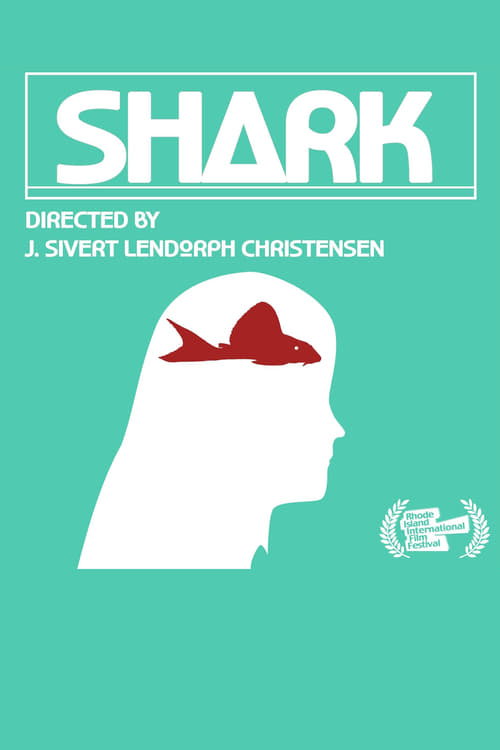 SHARK
DIRECTED BY
J. SIVERT LENDORPH CHRISTENSEN
Rhode
Island
International
Film
Festival